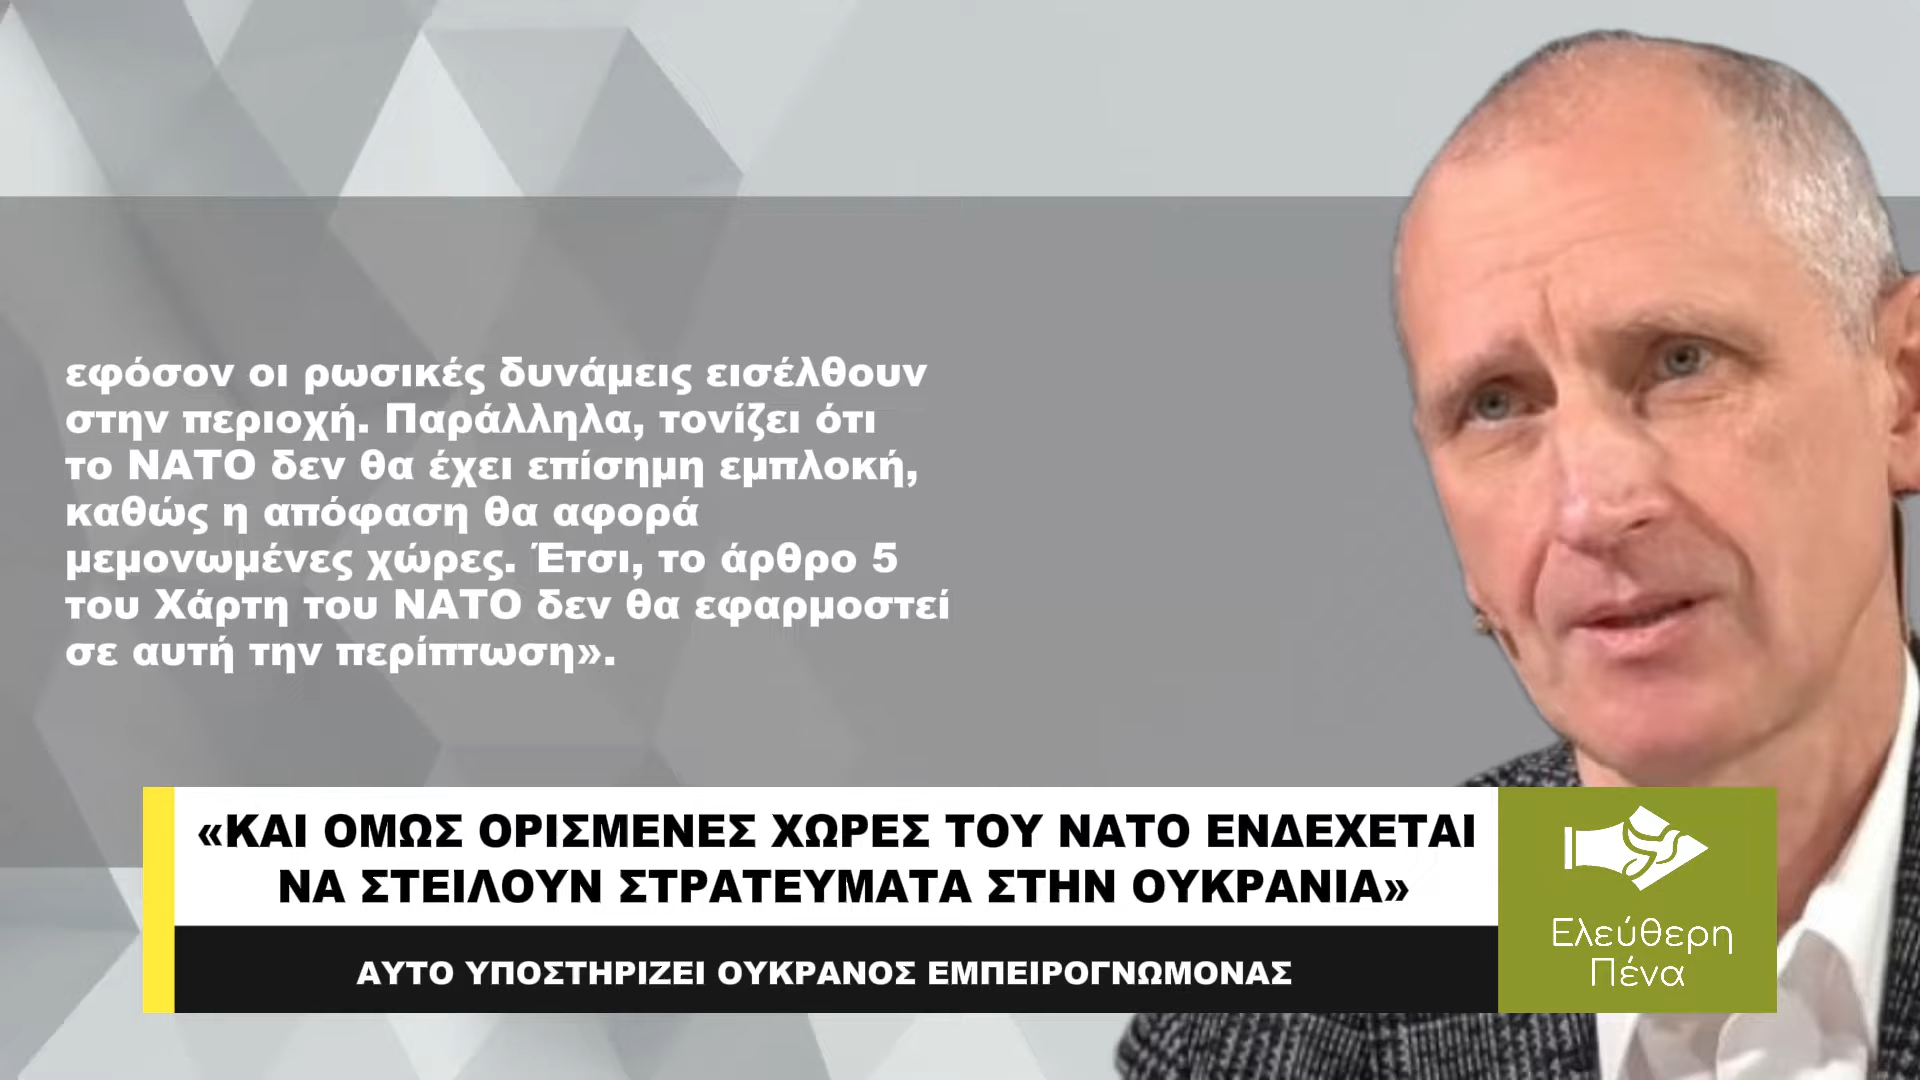 εφόσον οι ρωσικές δυνάμεις εισέλθουν
στην περιοχή. Παράλληλα, τονίζει ότι
το ΝΑΤΟ δεν θα έχει επίσημη εμπλοκή,
καθώς η απόφαση θα αφορά
μεμονωμένες χώρες. Έτσι, το άρθρο 5
του Χάρτη του ΝΑΤΟ δεν θα εφαρμοστεί
σε αυτή την περίπτωση».
«ΚΑΙ ΟΜΩΣ ΟΡΙΣΜΕΝΕΣ ΧΩΡΕΣ ΤΟΥ ΝΑΤΟ ΕΝΔΕΧΕΤΑΙ
ΝΑ ΣΤΕΙΛΟΥΝ ΣΤΡΑΤΕΥΜΑΤΑ ΣΤΗΝ ΟΥΚΡΑΝΙΑ»
ΑΥΤΟ ΥΠΟΣΤΗΡΙΖΕΙ ΟΥΚΡΑΝΟΣ ΕΜΠΕΙΡΟΓΝΩΜΟΝΑΣ
Ελεύθερη
Πένα